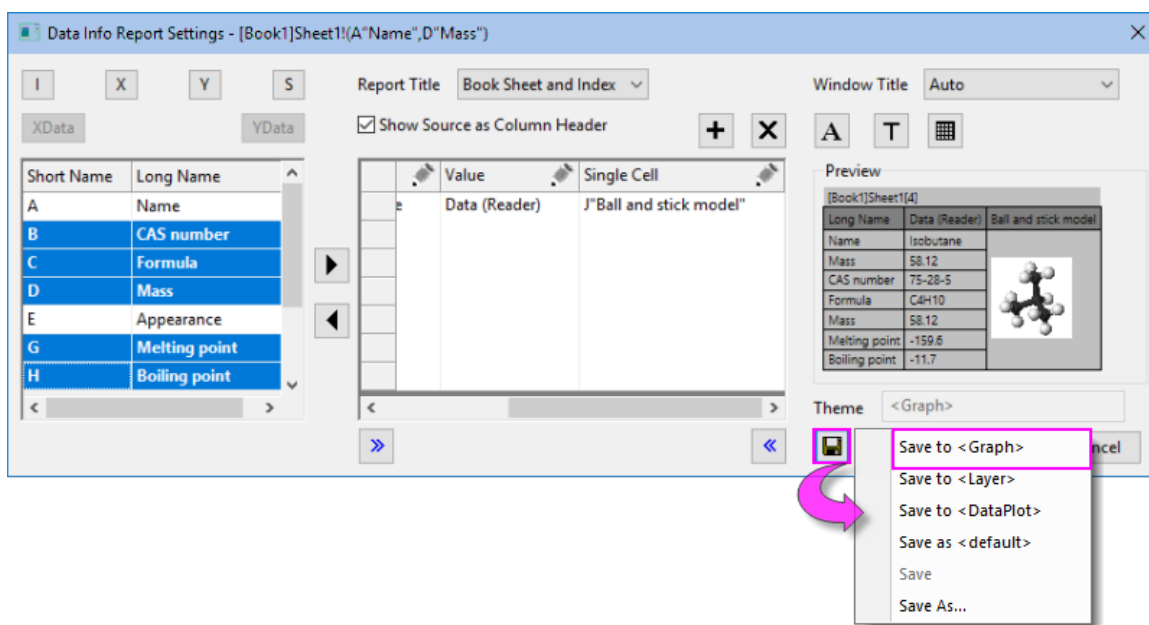 Data Info Report Settings - [Book1]Sheet1!(A"Name",D"Mass")
I X Y S
XData YData
Short Name Long Name
A Name
B CAS number
C Formula
D Mass
E Appearance
G Melting point
H Boiling point
Report Title Book Sheet and Index
Show Source as Column Header
Value Single Cell
e Data (Reader) J"Ball and stick model"
Window Title Auto
A T
Preview
[Book1]Sheet1[4]
Long Name Data (Reader) Ball and stick model
Name Isobutane
Mass 58.12
CAS number 75-28-5
Formula C4H10
Mass 58.12
Melting point -159.6
Boiling point -11.7
Theme <Graph>
ncel
Save to <Graph>
Save to <Layer>
Save to <DataPlot>
Save as <default>
Save
Save As...